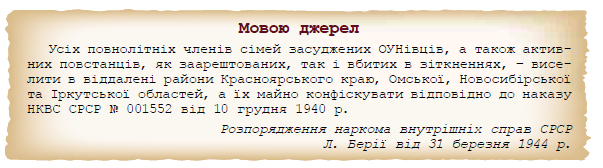 Мовою джерел
Усіх повнолітніх членів сімей засуджених ОУНівців, а також актив-
них повстанців, як заарештованих, так і вбитих в зіткненнях, – висе-
лити в віддалені райони Красноярського краю, Омської, Новосибірської
та Іркутської областей, а їх майно конфіскувати відповідно до наказу
НКВС СРСР № 001552 від 10 грудня 1940 р.
Розпорядження наркома внутрішніх справ СРСР
Л. Берії від 31 березня 1944 р.